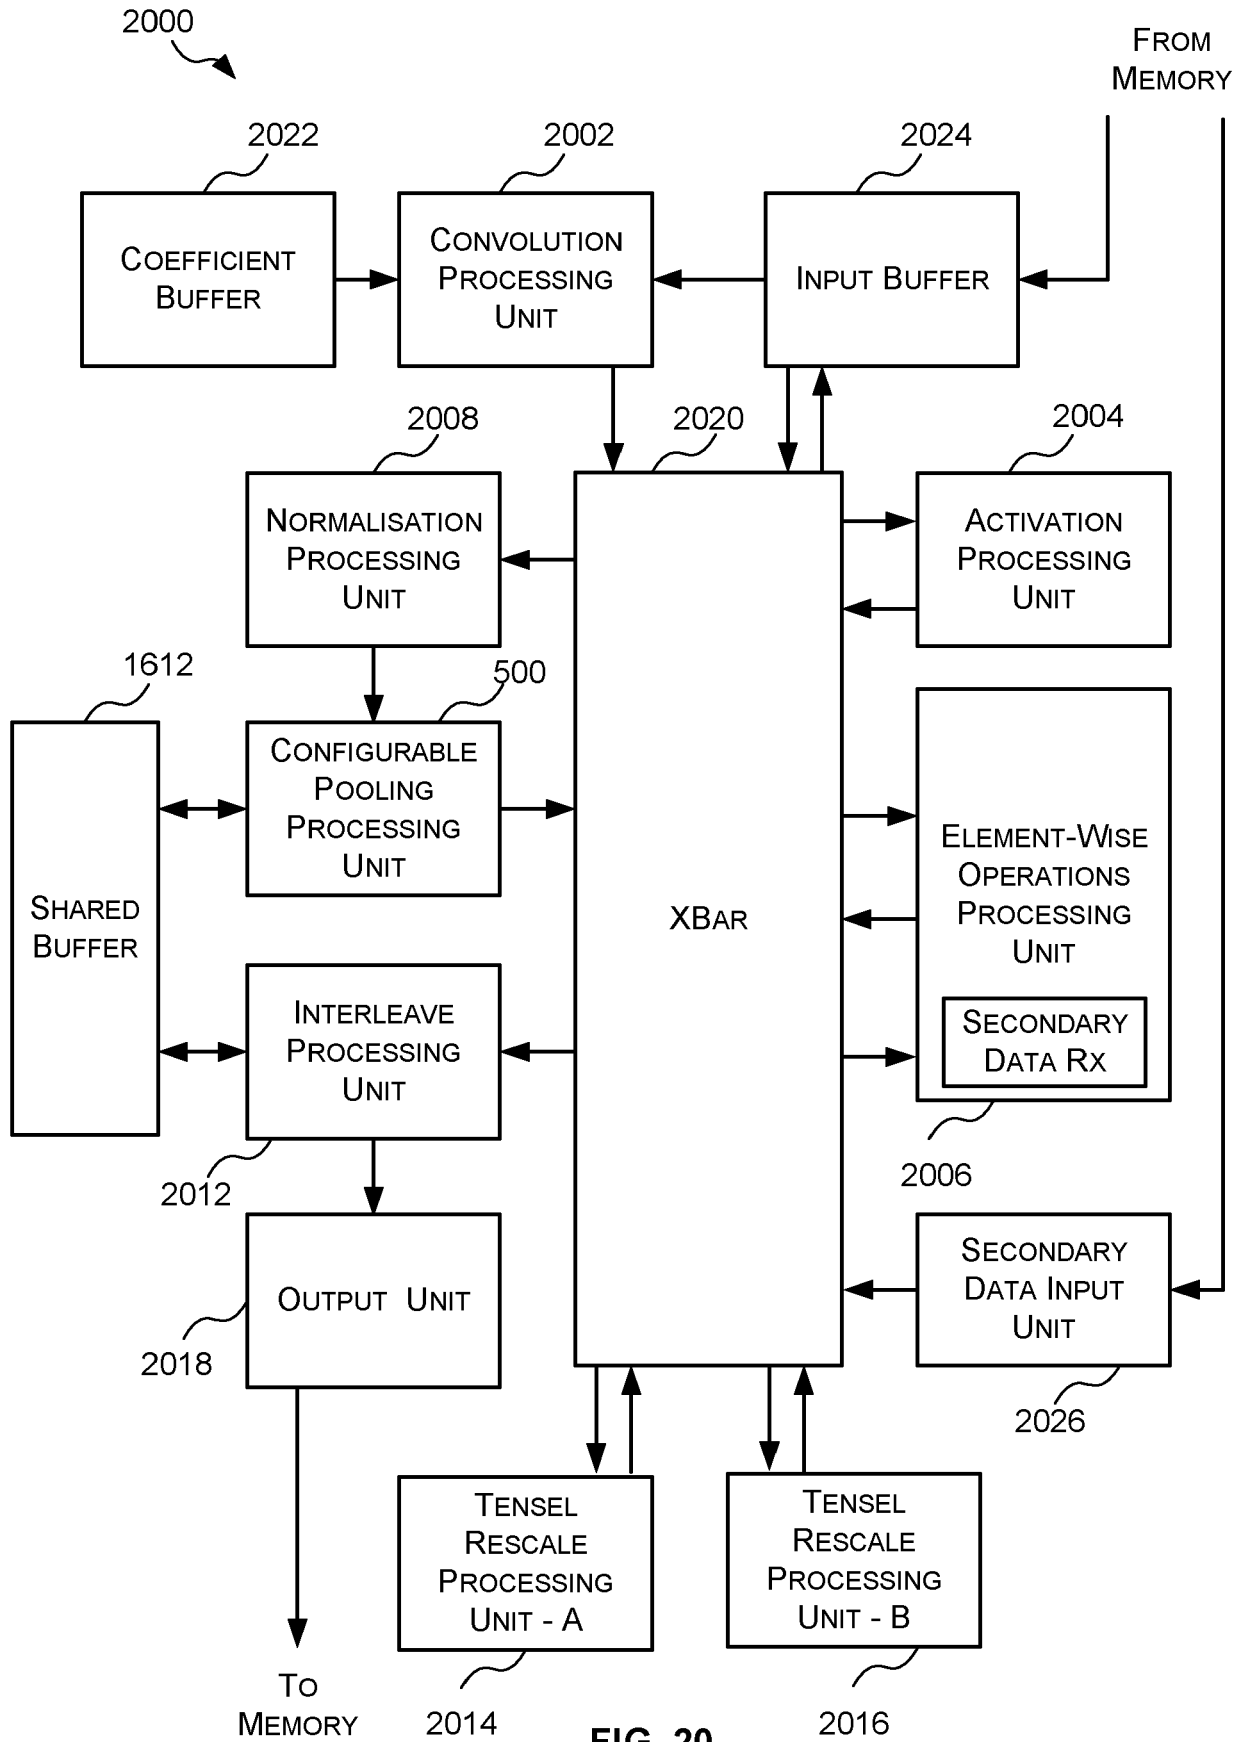 2000
FROM
MEMORY
2022
2002
2024
COEFFICIENT
BUFFER
CONVOLUTION
PROCESSING
UNIT
INPUT BUFFER
2008
2020
2004
NORMALISATION
PROCESSING
UNIT
ACTIVATION
PROCESSING
UNIT
1612
500
CONFIGURABLE
POOLING
PROCESSING
UNIT
SHARED
BUFFER
XBAR
ELEMENT-WISE
OPERATIONS
PROCESSING
UNIT
SECONDARY
DATA RX
INTERLEAVE
PROCESSING
UNIT
2012
2006
OUTPUT UNIT
2018
SECONDARY
DATA INPUT
UNIT
2026
TENSEL
RESCALE
PROCESSING
UNIT - A
TENSEL
RESCALE
PROCESSING
UNIT - B
TO
MEMORY
2014
2016
FIG. 20